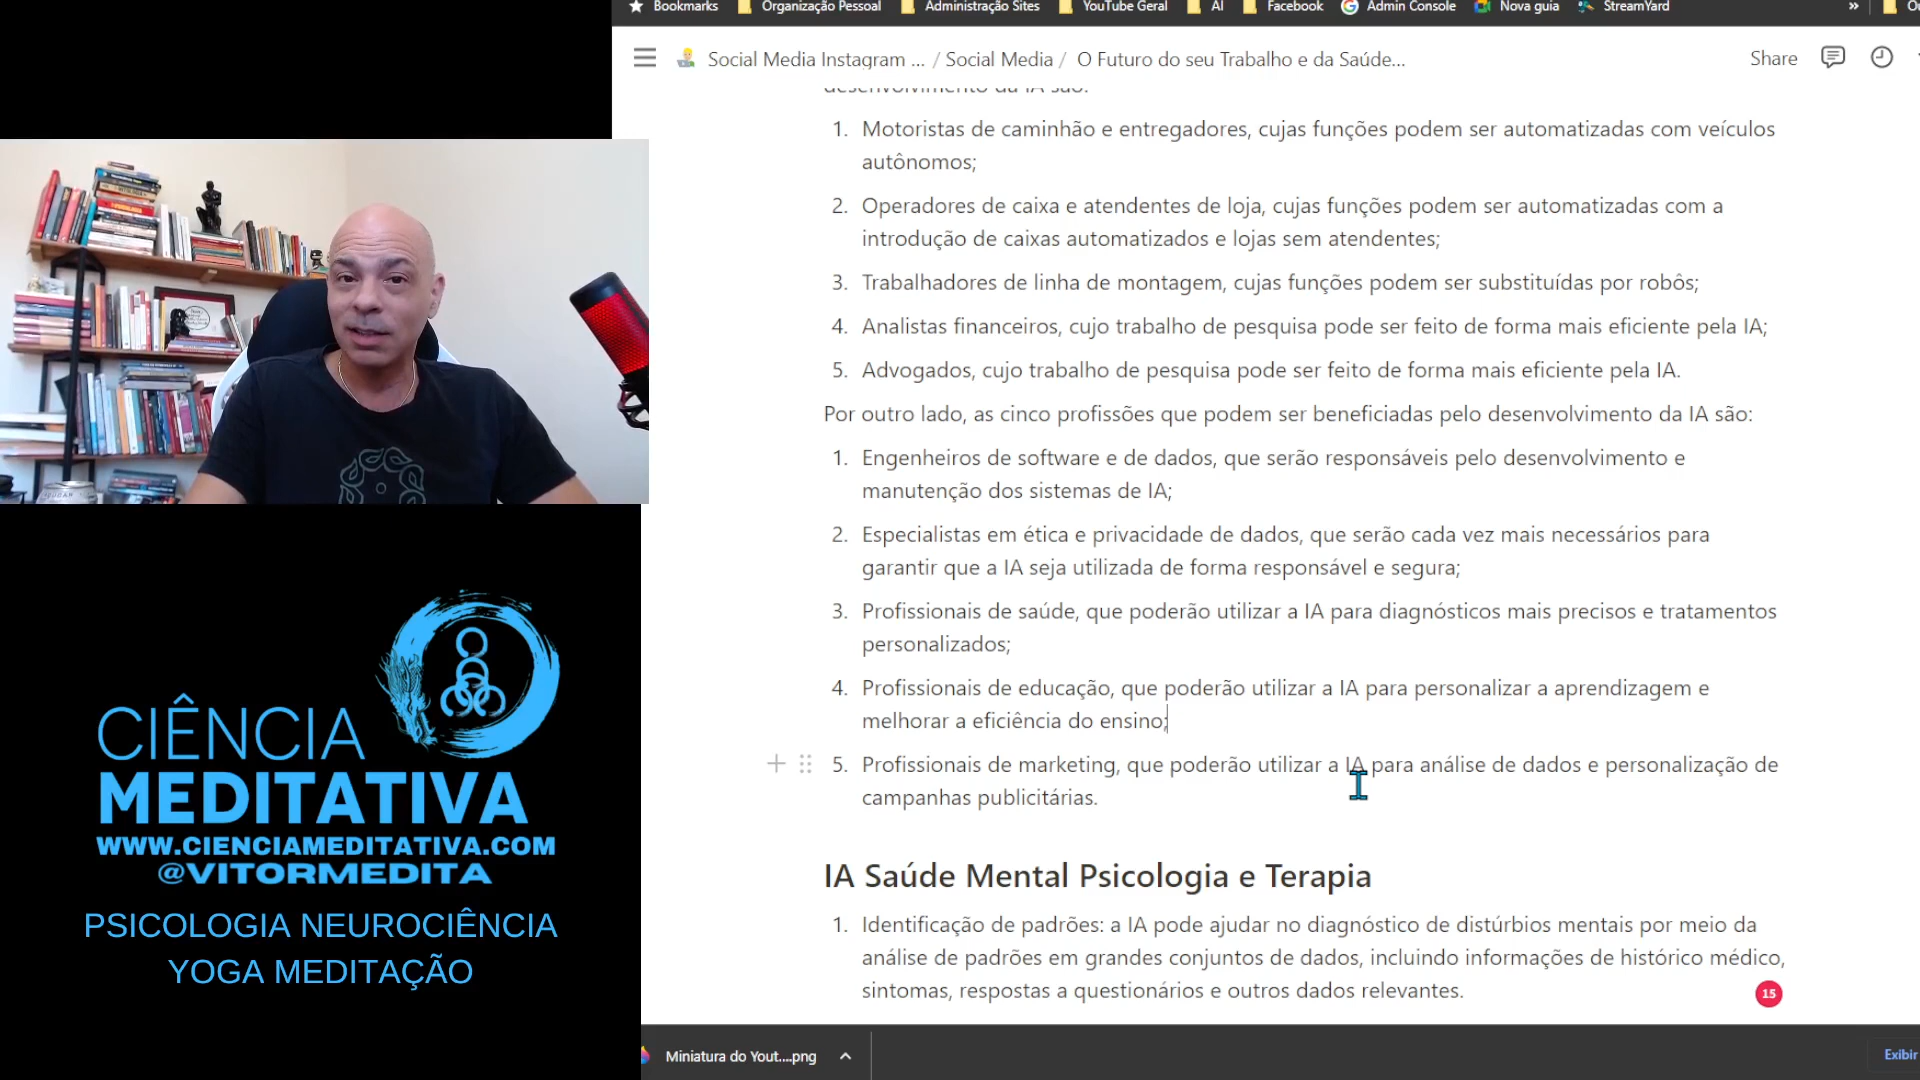 Bookmarks Organização Pessoal Administração Sites YouTube Geral AI Facebook Admin Console Nova guia StreamYard »
Social Media Instagram ... / Social Media / O Futuro do seu Trabalho e da Saúde... Share
desenvolvimento da IA são:
1. Motoristas de caminhão e entregadores, cujas funções podem ser automatizadas com veículos
autônomos;
2. Operadores de caixa e atendentes de loja, cujas funções podem ser automatizadas com a
introdução de caixas automatizados e lojas sem atendentes;
3. Trabalhadores de linha de montagem, cujas funções podem ser substituídas por robôs;
4. Analistas financeiros, cujo trabalho de pesquisa pode ser feito de forma mais eficiente pela IA;
5. Advogados, cujo trabalho de pesquisa pode ser feito de forma mais eficiente pela IA.
Por outro lado, as cinco profissões que podem ser beneficiadas pelo desenvolvimento da IA são:
1. Engenheiros de software e de dados, que serão responsáveis pelo desenvolvimento e
manutenção dos sistemas de IA;
2. Especialistas em ética e privacidade de dados, que serão cada vez mais necessários para
garantir que a IA seja utilizada de forma responsável e segura;
3. Profissionais de saúde, que poderão utilizar a IA para diagnósticos mais precisos e tratamentos
personalizados;
4. Profissionais de educação, que poderão utilizar a IA para personalizar a aprendizagem e
melhorar a eficiência do ensino;
5. Profissionais de marketing, que poderão utilizar a IA para análise de dados e personalização de
campanhas publicitárias.
IA Saúde Mental Psicologia e Terapia
1. Identificação de padrões: a IA pode ajudar no diagnóstico de distúrbios mentais por meio da
análise de padrões em grandes conjuntos de dados, incluindo informações de histórico médico,
sintomas, respostas a questionários e outros dados relevantes.
15
Miniatura do Yout....png
Exibir
CIÊNCIA
MEDITATIVA
WWW.CIENCIAMEDITATIVA.COM
@VITORMEDITA
PSICOLOGIA NEUROCIÊNCIA
YOGA MEDITAÇÃO